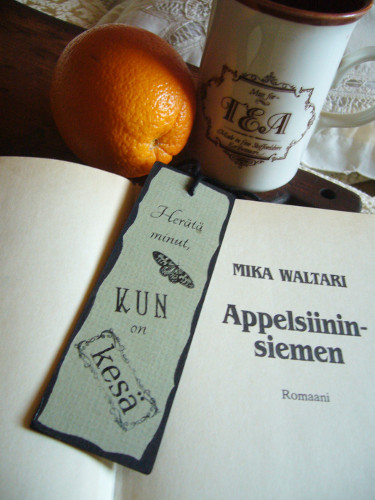 TEA
Herätä
minut,
KUN
on
kesä
MIKA WALTARI
Appelsiinin-
siemen
Romaani